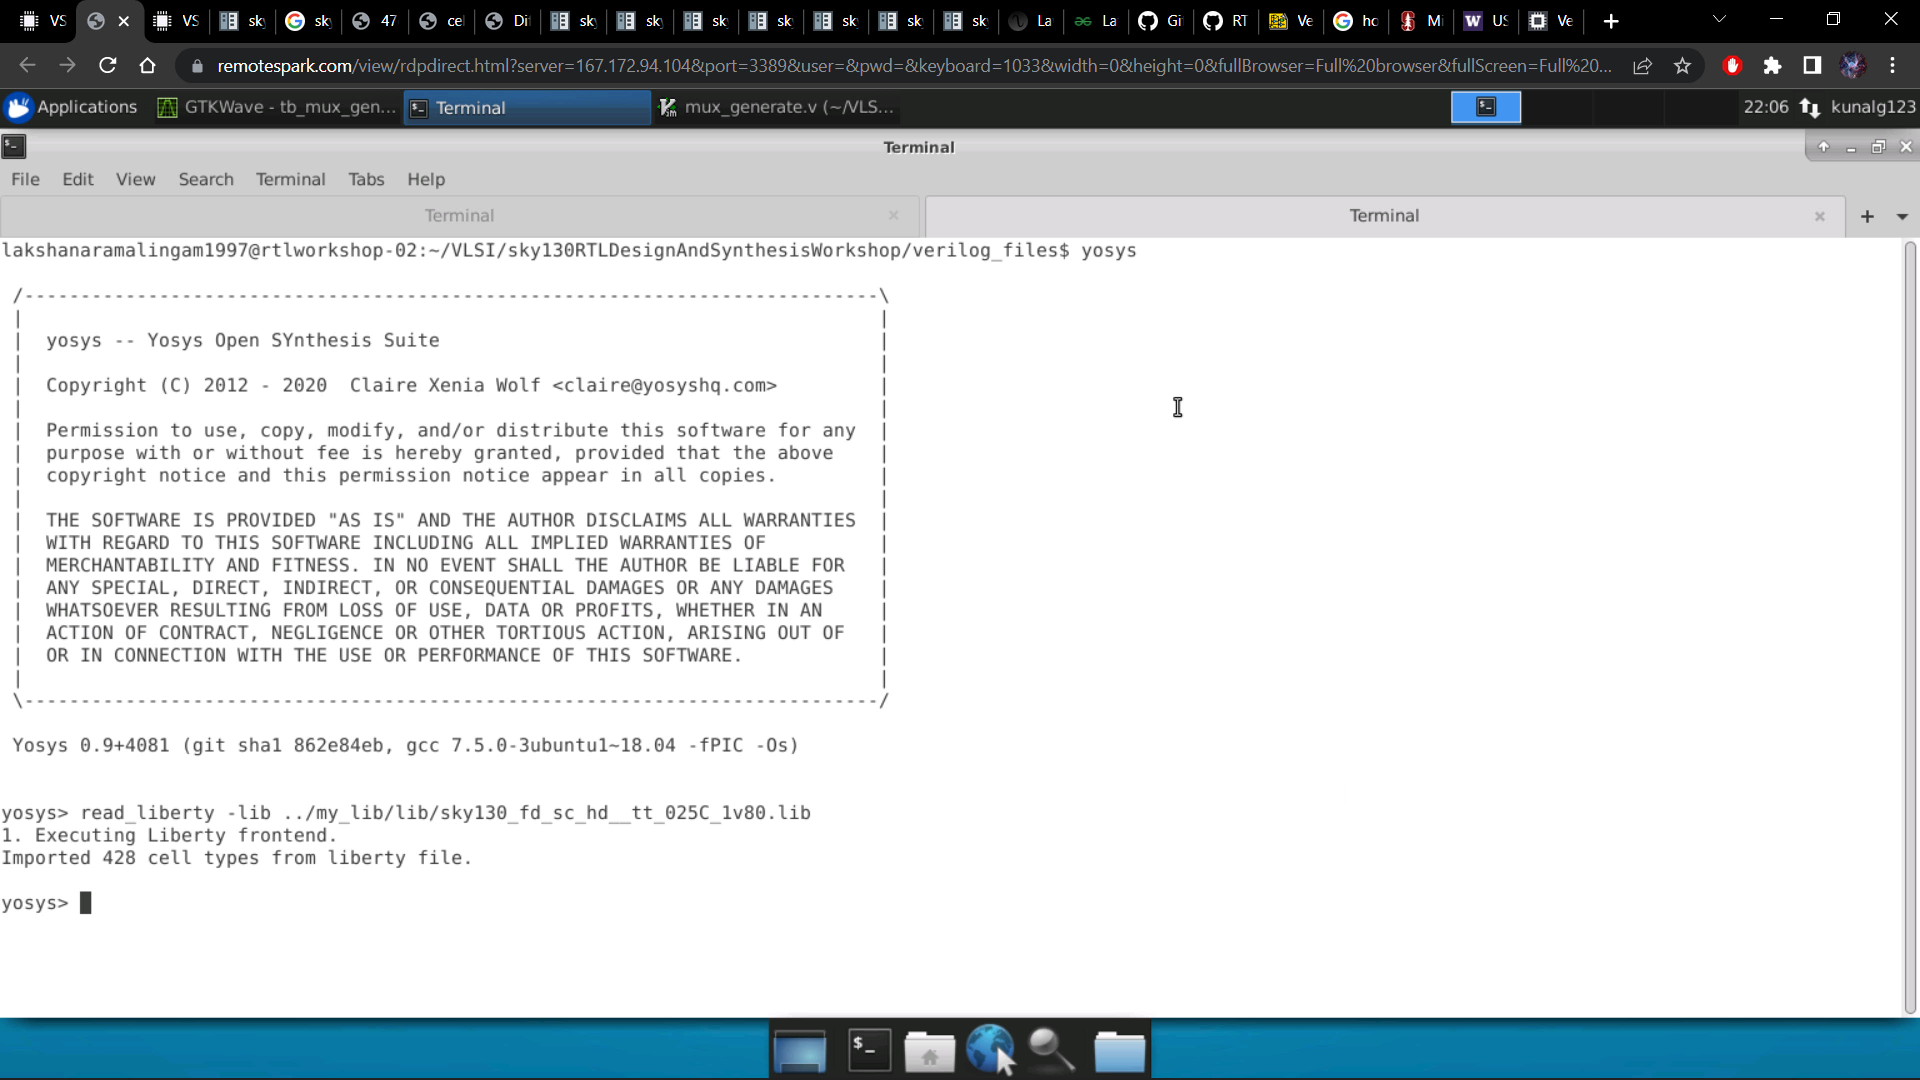 VS
VS
sky
sky
47
cel
Di
sky
sky
sky
sky
sky
sky
sky
La
La
Gi
RT
Ve
ho
Mi
US
Ve
remotespark.com/view/rdpdirect.html?server=167.172.94.104&port=3389&user=&pwd=&keyboard=1033&width=0&height=0&fullBrowser=Full%20browser&fullScreen=Full%20...
Applications
GTKWave - tb_mux_gen...
Terminal
mux_generate.v (~/VLS...
22:06
kunalg123
Terminal
File Edit View Search Terminal Tabs Help
Terminal
Terminal
lakshanaramalingam1997@rtlworkshop-02:~/VLSI/sky130RTLDesignAndSynthesisWorkshop/verilog_files$ yosys
/----------------------------------------------------------------------------\
| |
| yosys -- Yosys Open SYnthesis Suite |
| |
| Copyright (C) 2012 - 2020 Claire Xenia Wolf <claire@yosyshq.com> |
| |
| Permission to use, copy, modify, and/or distribute this software for any |
| purpose with or without fee is hereby granted, provided that the above |
| copyright notice and this permission notice appear in all copies. |
| |
| THE SOFTWARE IS PROVIDED "AS IS" AND THE AUTHOR DISCLAIMS ALL WARRANTIES |
| WITH REGARD TO THIS SOFTWARE INCLUDING ALL IMPLIED WARRANTIES OF |
| MERCHANTABILITY AND FITNESS. IN NO EVENT SHALL THE AUTHOR BE LIABLE FOR |
| ANY SPECIAL, DIRECT, INDIRECT, OR CONSEQUENTIAL DAMAGES OR ANY DAMAGES |
| WHATSOEVER RESULTING FROM LOSS OF USE, DATA OR PROFITS, WHETHER IN AN |
| ACTION OF CONTRACT, NEGLIGENCE OR OTHER TORTIOUS ACTION, ARISING OUT OF |
| OR IN CONNECTION WITH THE USE OR PERFORMANCE OF THIS SOFTWARE. |
| |
\----------------------------------------------------------------------------/
Yosys 0.9+4081 (git sha1 862e84eb, gcc 7.5.0-3ubuntu1~18.04 -fPIC -Os)
yosys> read_liberty -lib ../my_lib/lib/sky130_fd_sc_hd__tt_025C_1v80.lib
1. Executing Liberty frontend.
Imported 428 cell types from liberty file.
yosys>